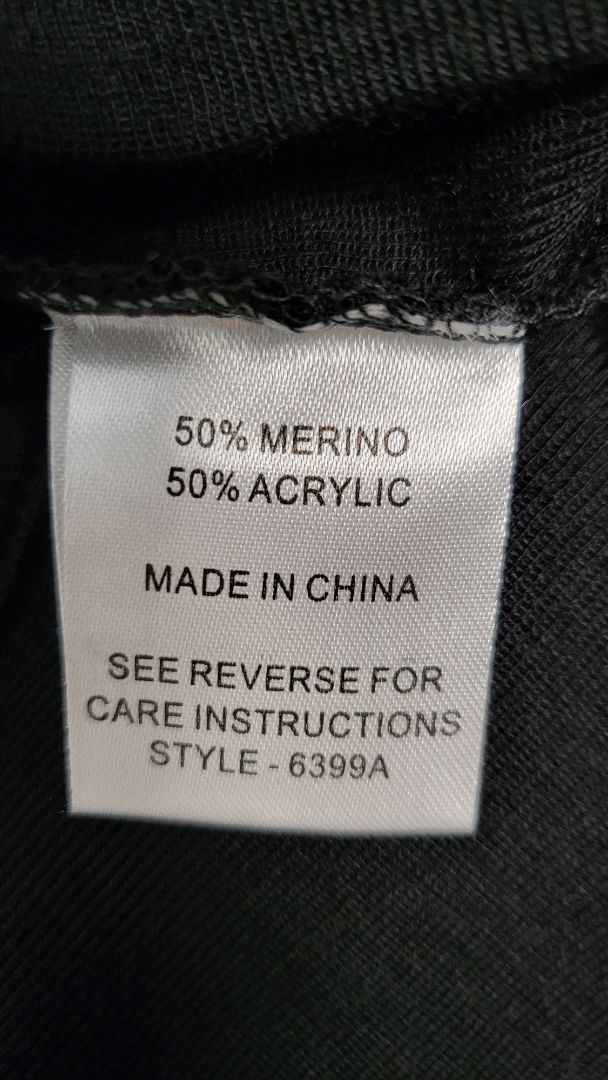 50% MERINO
50% ACRYLIC
MADE IN CHINA
SEE REVERSE FOR
CARE INSTRUCTIONS
STYLE - 6399A